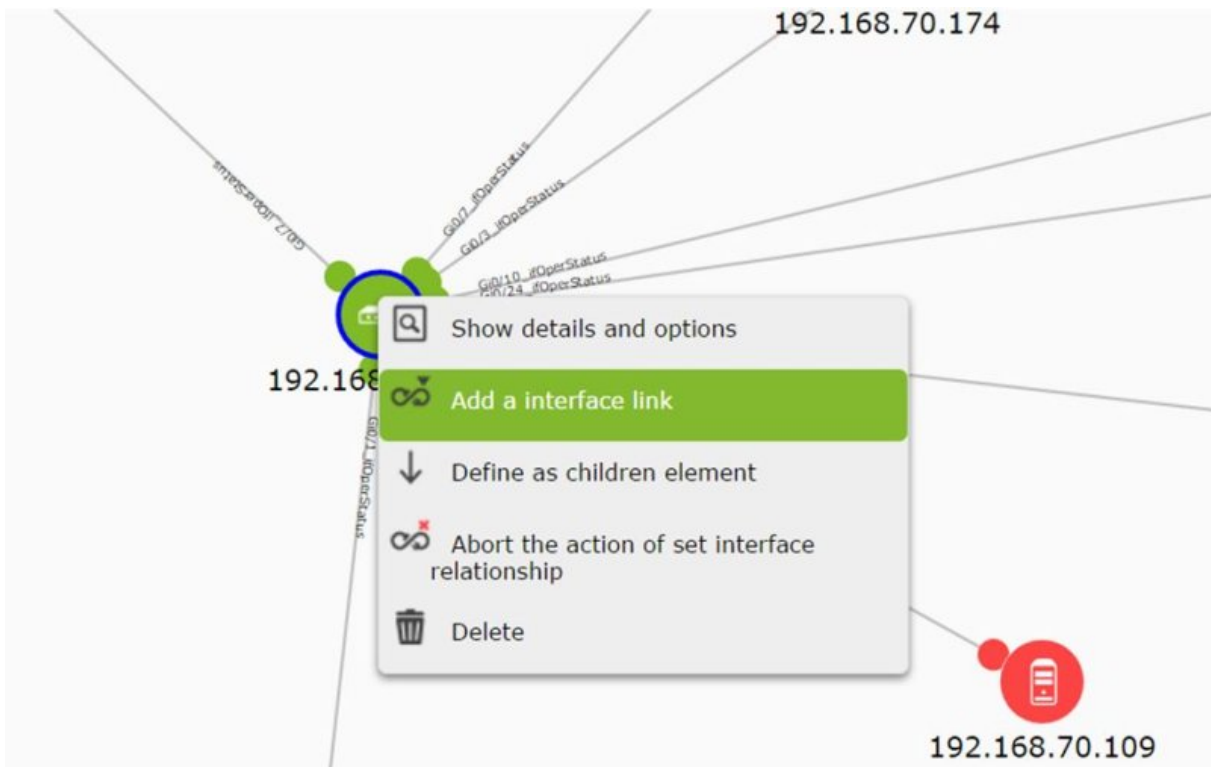 192.168.70.174
Gi0/2_ifOperStatus
Gi0/7_ifOperStatus
Gi0/3_ifOperStatus
Gi0/10_ifOperStatus
Gi0/24_ifOperStatus
Show details and options
192.168
Add a interface link
Gi0/1_ifOperStatus
Define as children element
Abort the action of set interface
relationship
Delete
192.168.70.109